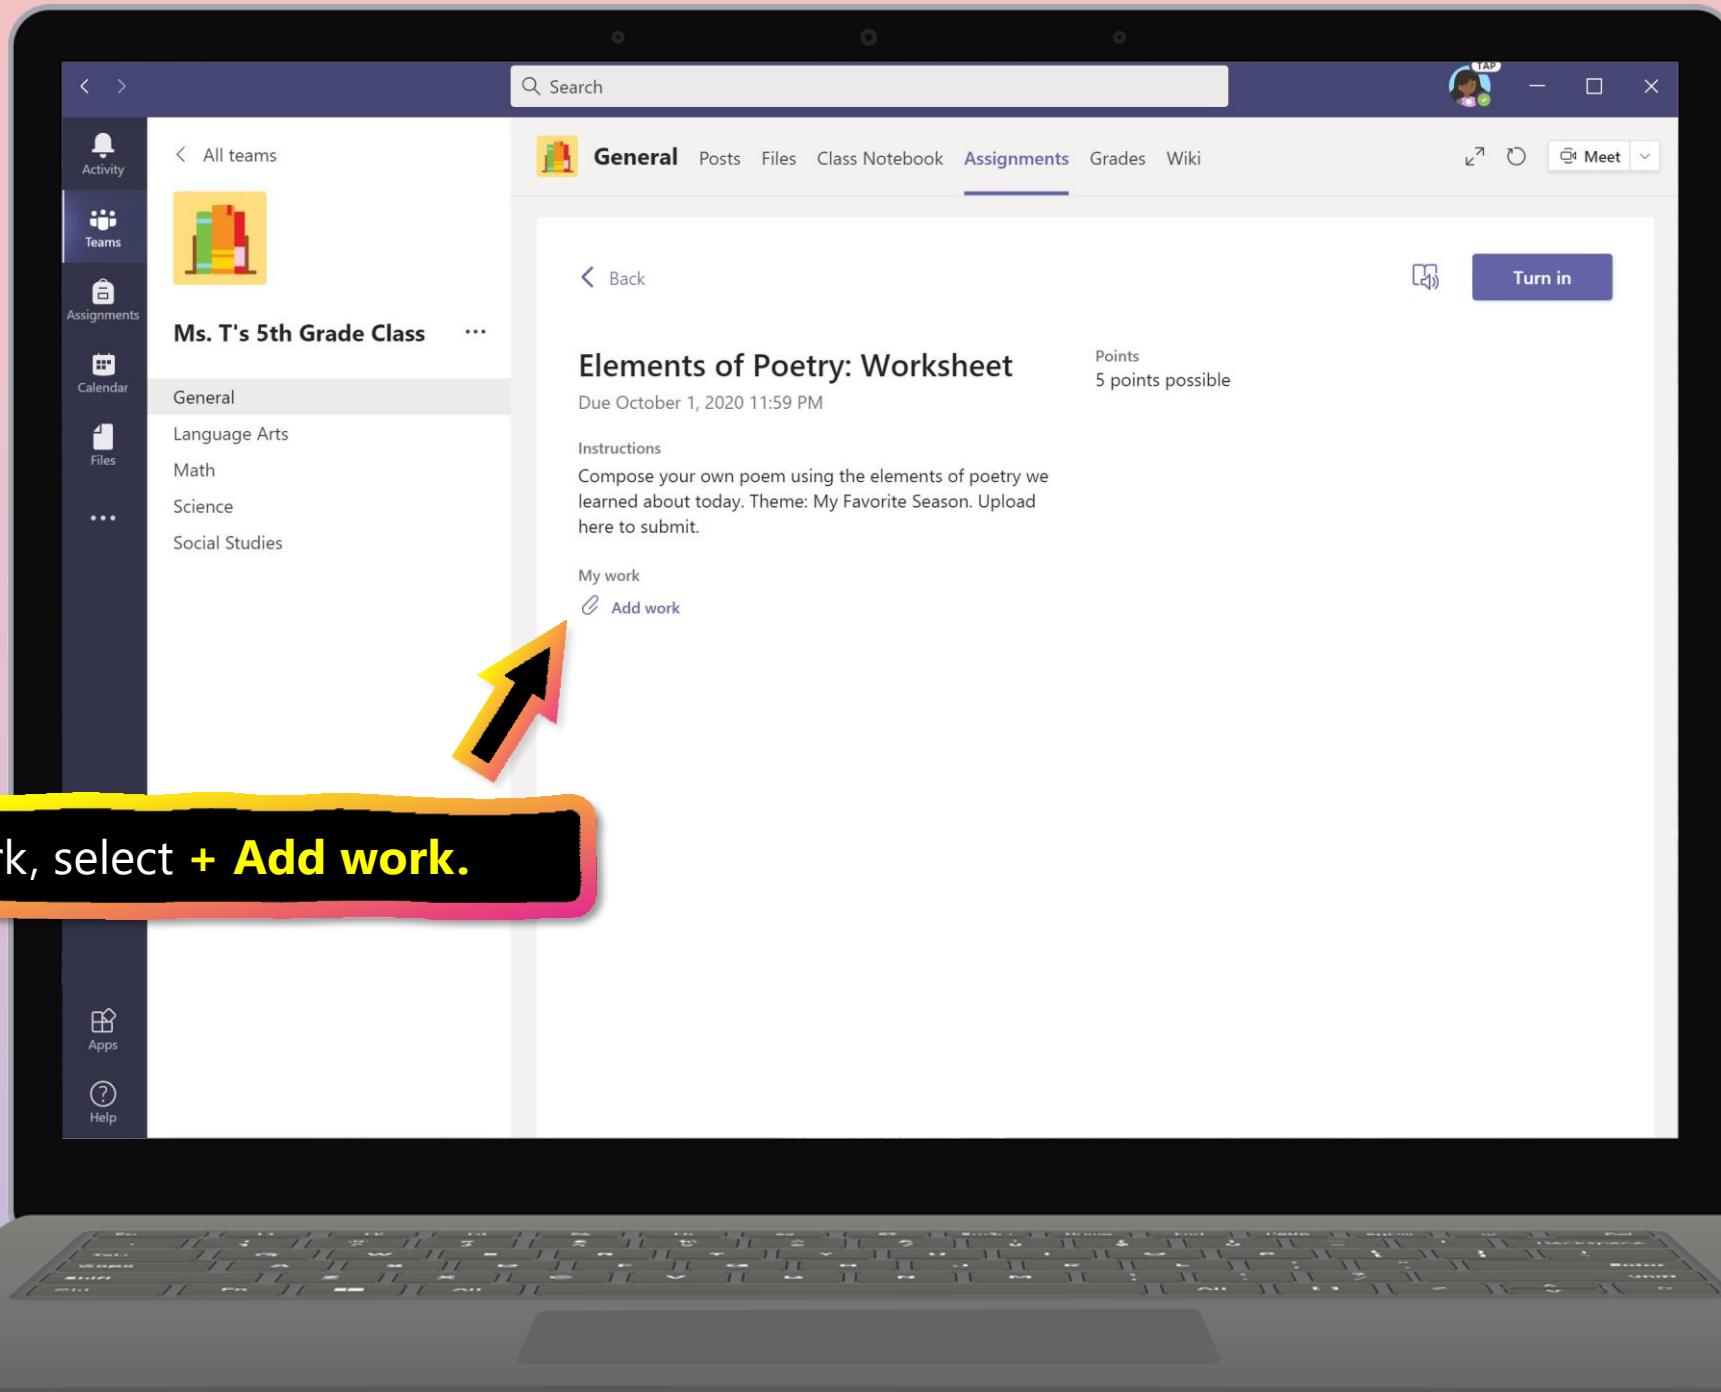 Search
TAP
Activity
Teams
Assignments
Calendar
Files
Apps
Help
All teams
Ms. T's 5th Grade Class
General
Language Arts
Math
Science
Social Studies
General Posts Files Class Notebook Assignments Grades Wiki
Meet
Back
Turn in
Elements of Poetry: Worksheet
Due October 1, 2020 11:59 PM
Points
5 points possible
Instructions
Compose your own poem using the elements of poetry we
learned about today. Theme: My Favorite Season. Upload
here to submit.
My work
Add work
select + Add work.